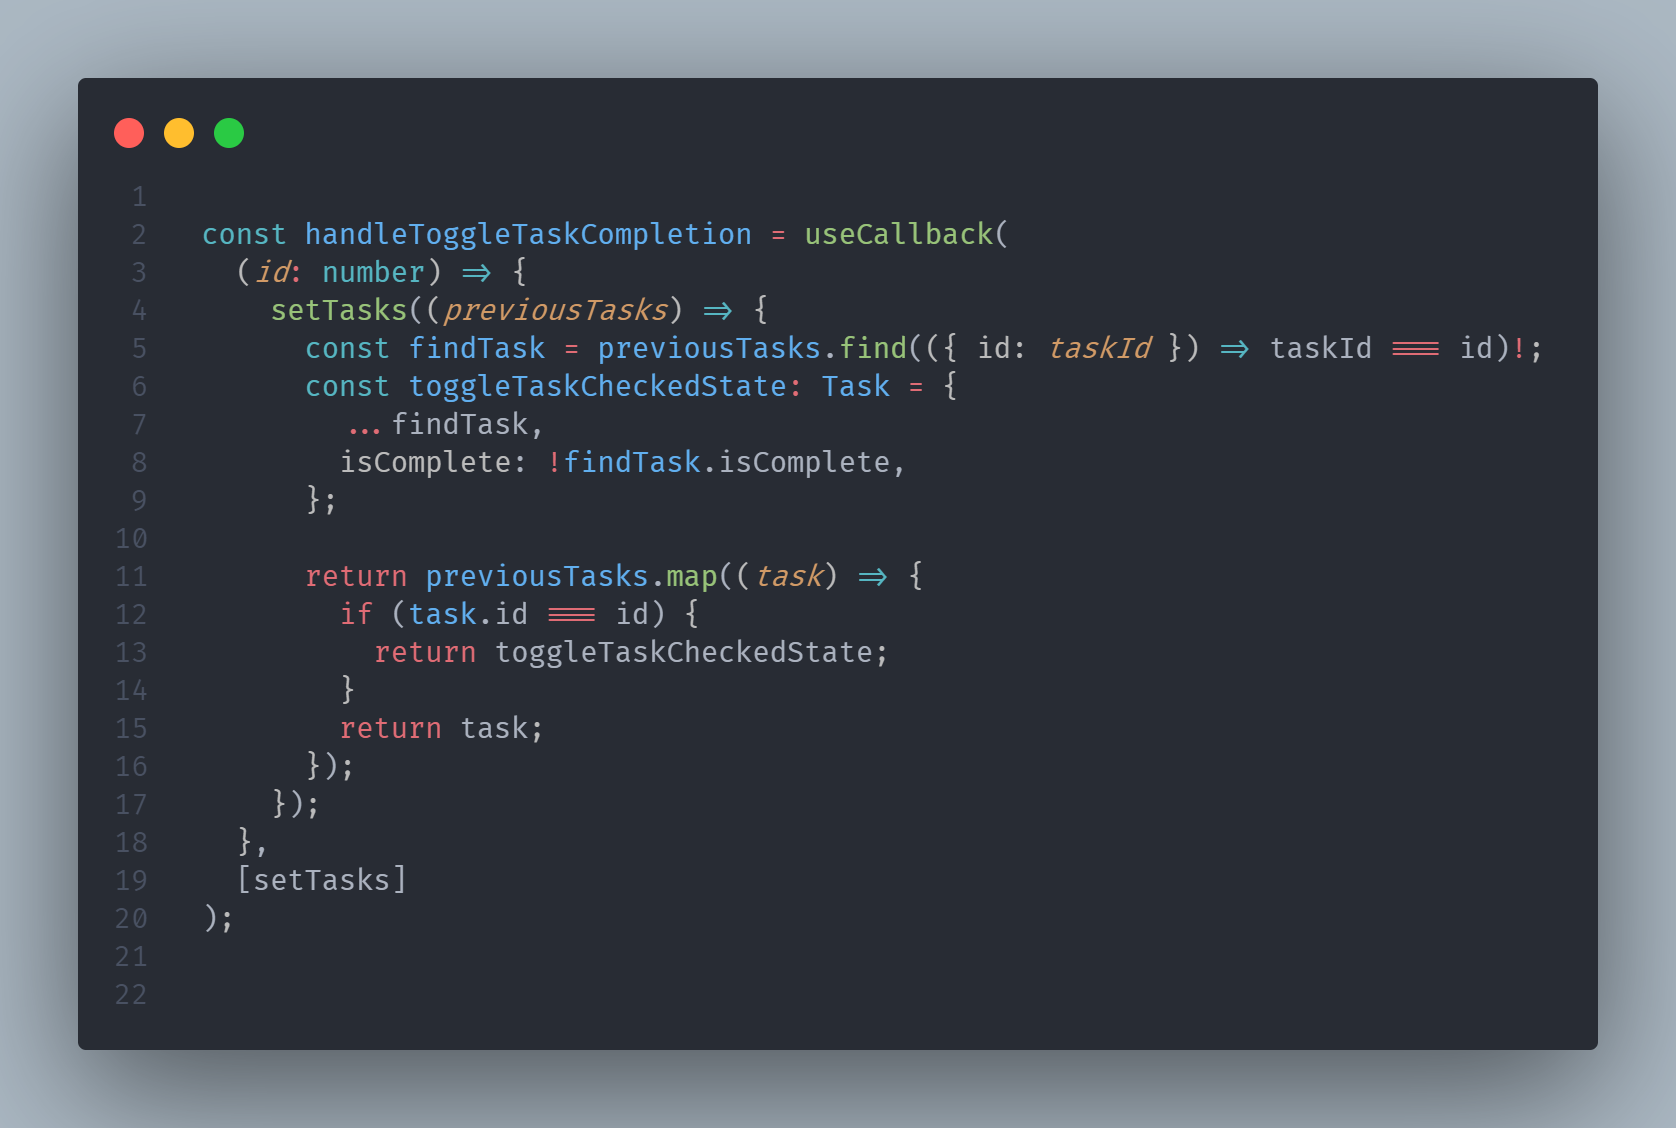 1
2 const handleToggleTaskCompletion = useCallback(
3   (id: number) => {
4     setTasks((previousTasks) => {
5       const findTask = previousTasks.find(({ id: taskId }) => taskId === id)!;
6       const toggleTaskCheckedState: Task = {
7         ...findTask,
8         isComplete: !findTask.isComplete,
9       };
10
11       return previousTasks.map((task) => {
12         if (task.id === id) {
13           return toggleTaskCheckedState;
14         }
15         return task;
16       });
17     });
18   },
19   [setTasks]
20 );
21
22